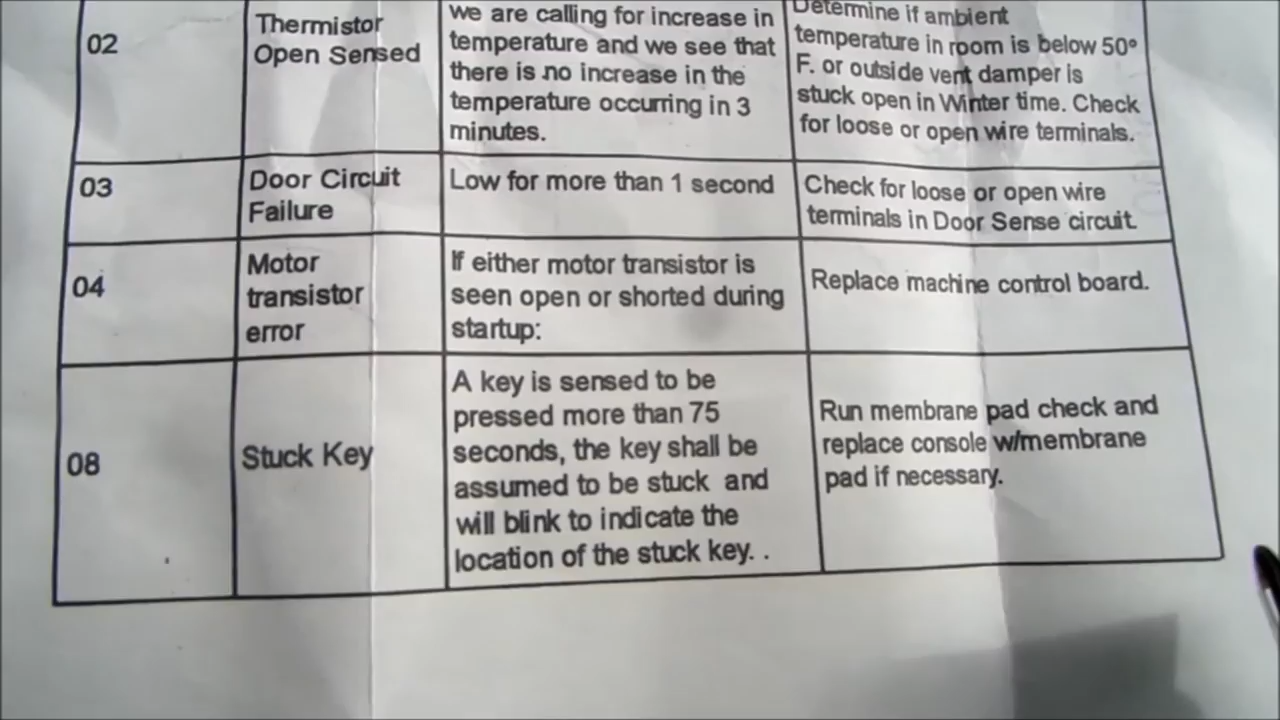 02
Thermistor
Open Sensed
we are calling for increase in
temperature and we see that
there is no increase in the
temperature occurring in 3
minutes.
Determine if ambient
temperature in room is below 50°
F. or outside vent damper is
stuck open in Winter time. Check
for loose or open wire terminals.
03
Door Circuit
Failure
Low for more than 1 second
Check for loose or open wire
terminals in Door Sense circuit.
04
Motor
transistor
error
If either motor transistor is
seen open or shorted during
startup:
Replace machine control board.
08
Stuck Key
A key is sensed to be
pressed more than 75
seconds, the key shall be
assumed to be stuck and
will blink to indicate the
location of the stuck key. .
Run membrane pad check and
replace console w/membrane
pad if necessary.